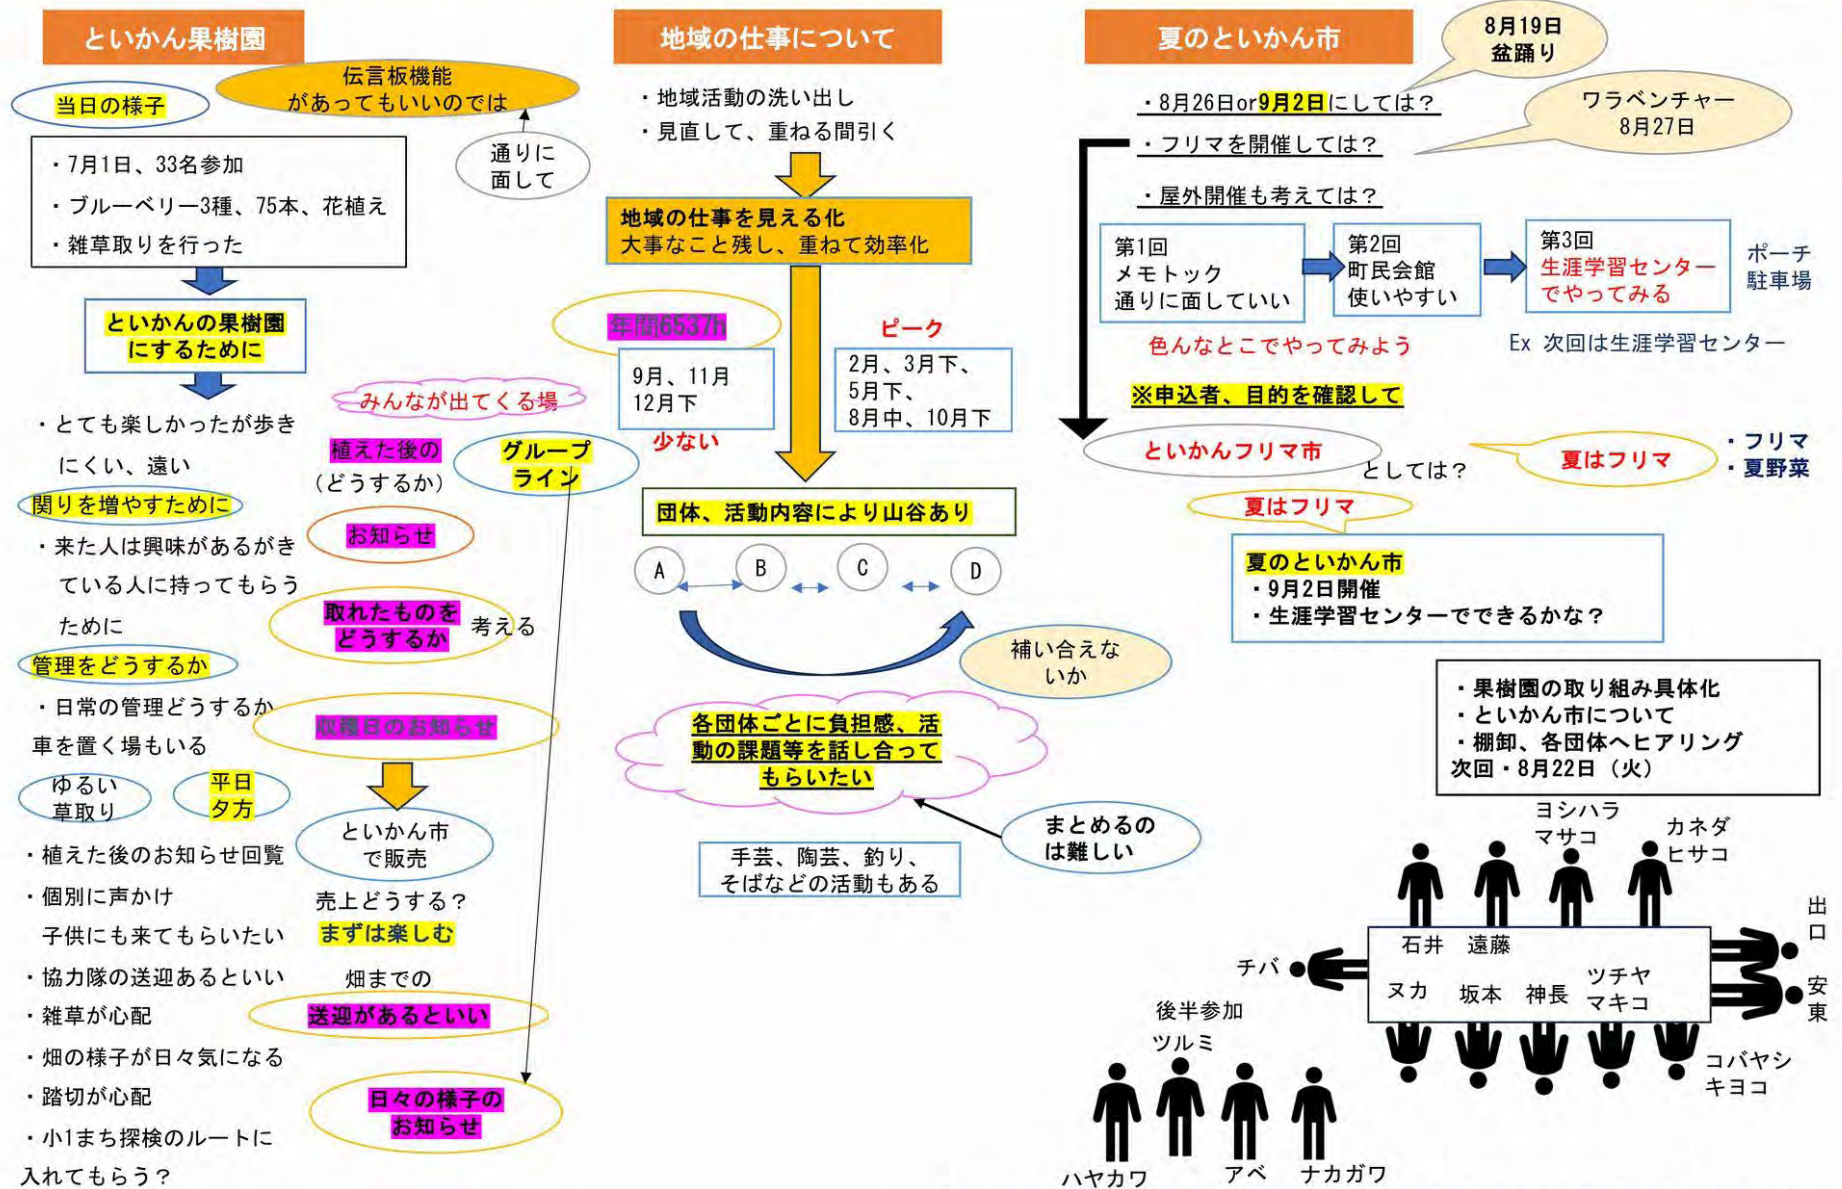 といかん果樹園
当日の様子
伝言板機能
があってもいいのでは
通りに
面して
・7月1日、33名参加
・ブルーベリー3種、75本、花植え
・雑草取りを行った
といかんの果樹園
にするために
・とても楽しかったが歩き
にくい、遠い
関りを増やすために
・来た人は興味があるがき
ている人に持ってもらう
ために
管理をどうするか
・日常の管理どうするか
車を置く場もいる
ゆるい
草取り
平日
夕方
・植えた後のお知らせ回覧
・個別に声かけ
子供にも来てもらいたい
・協力隊の送迎あるといい
・雑草が心配
・畑の様子が日々気になる
・踏切が心配
・小1まち探検のルートに
入れてもらう？
みんなが出てくる場
植えた後の
（どうするか）
グループ
ライン
お知らせ
取れたものを
どうするか
考える
収穫日のお知らせ
といかん市
で販売
売上どうする？
まずは楽しむ
畑までの
送迎があるといい
日々の様子の
お知らせ
地域の仕事について
・地域活動の洗い出し
・見直して、重ねる間引く
地域の仕事を見える化
大事なこと残し、重ねて効率化
年間6537h
9月、11月
12月下
少ない
ピーク
2月、3月下、
5月下、
8月中、10月下
団体、活動内容により山谷あり
A
B
C
D
補い合えな
いか
各団体ごとに負担感、活
動の課題等を話し合って
もらいたい
まとめるの
は難しい
手芸、陶芸、釣り、
そばなどの活動もある
夏のといかん市
8月19日
盆踊り
・8月26日or9月2日にしては？
ワラベンチャー
8月27日
・フリマを開催しては？
・屋外開催も考えては？
第1回
メモトック
通りに面していい
第2回
町民会館
使いやすい
第3回
生涯学習センター
でやってみる
ポーチ
駐車場
色んなとこでやってみよう
Ex 次回は生涯学習センター
※申込者、目的を確認して
といかんフリマ市
としては？
夏はフリマ
・フリマ
・夏野菜
夏はフリマ
夏のといかん市
・9月2日開催
・生涯学習センターでできるかな？
・果樹園の取り組み具体化
・といかん市について
・棚卸、各団体へヒアリング
次回・8月22日（火）
ヨシハラ
マサコ
カネダ
ヒサコ
石井
遠藤
出口
チバ
ヌカ
坂本
神長
ツチヤ
マキコ
安東
コバヤシ
キヨコ
後半参加
ツルミ
ハヤカワ
アベ
ナカガワ